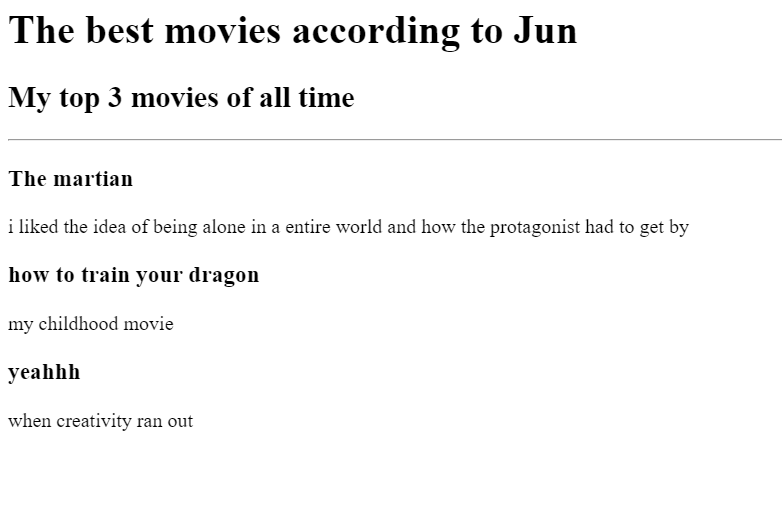 The best movies according to Jun
My top 3 movies of all time
The martian
i liked the idea of being alone in a entire world and how the protagonist had to get by
how to train your dragon
my childhood movie
yeahhh
when creativity ran out